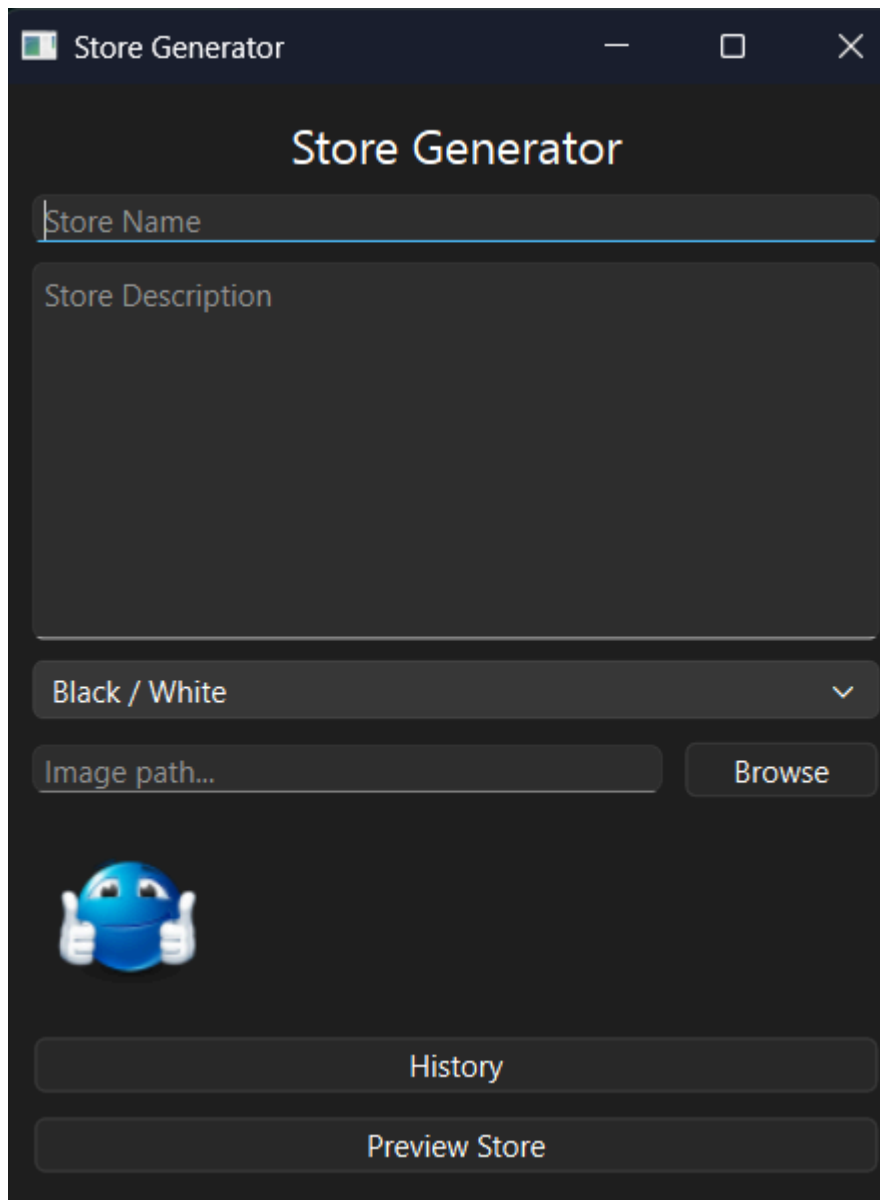 Store Generator
Store Generator
Store Name
Store Description
Black / White
Image path...
Browse
History
Preview Store